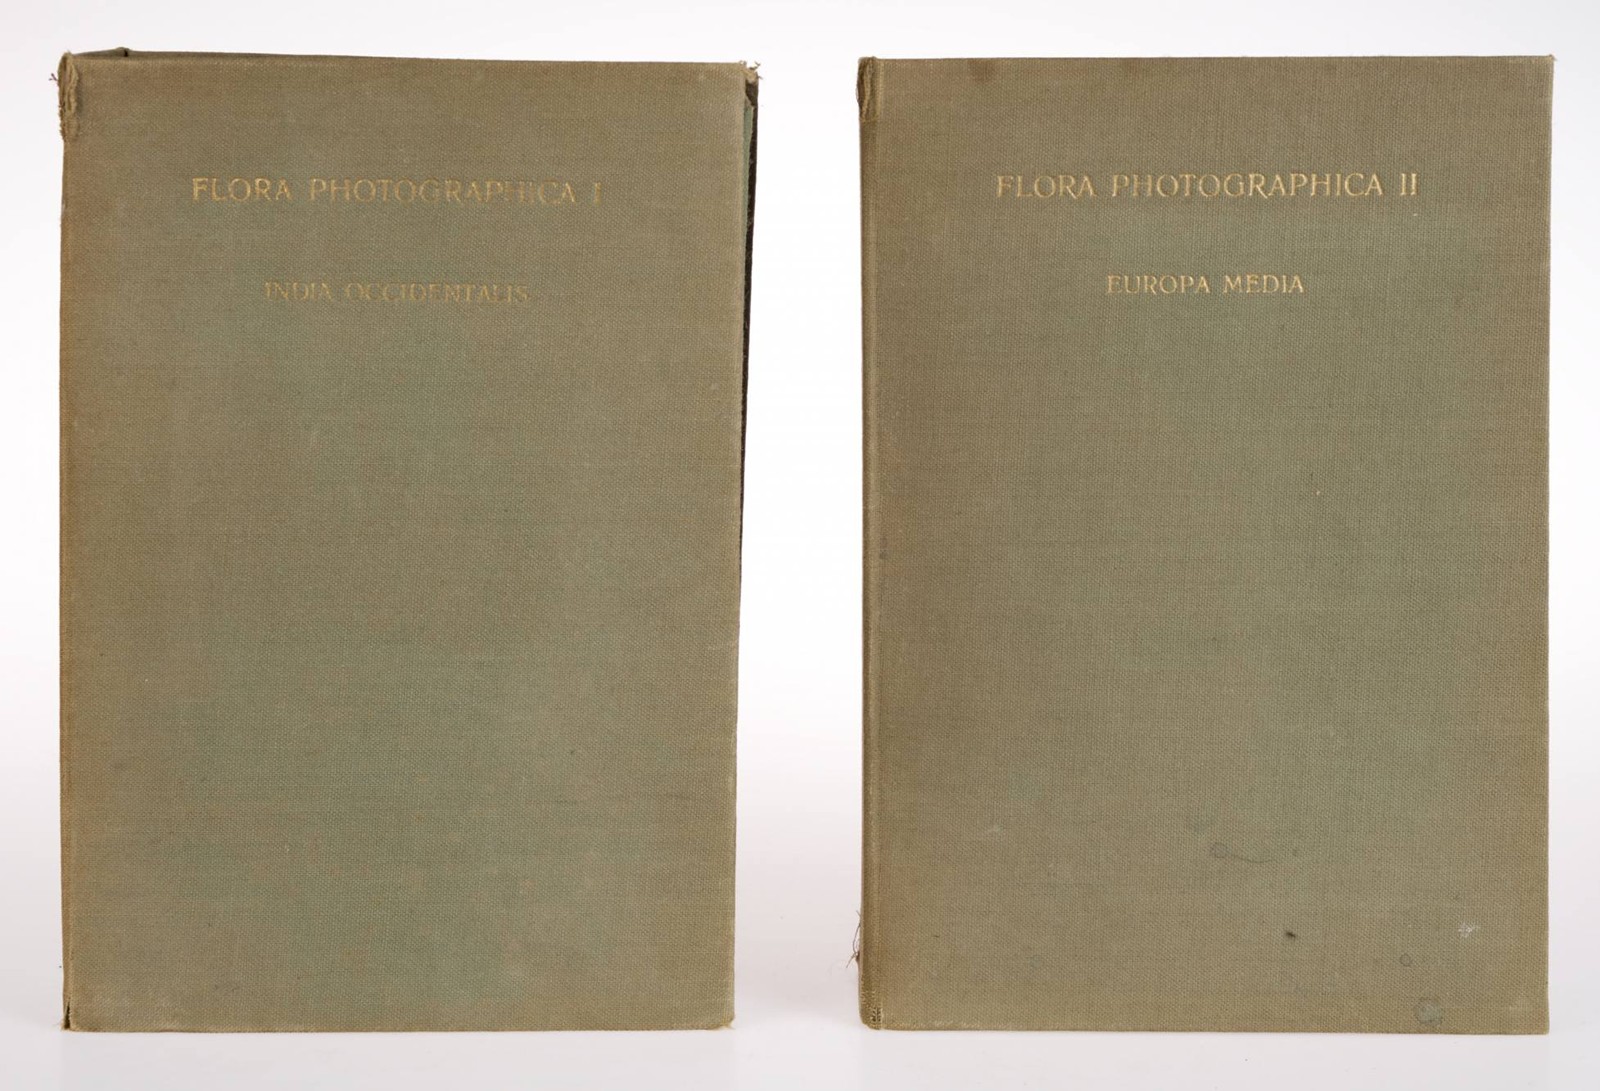 FLORA PHOTOGRAPHICA I
INDIA OCCIDENTALIS
FLORA PHOTOGRAPHICA II
EUROPA MEDIA